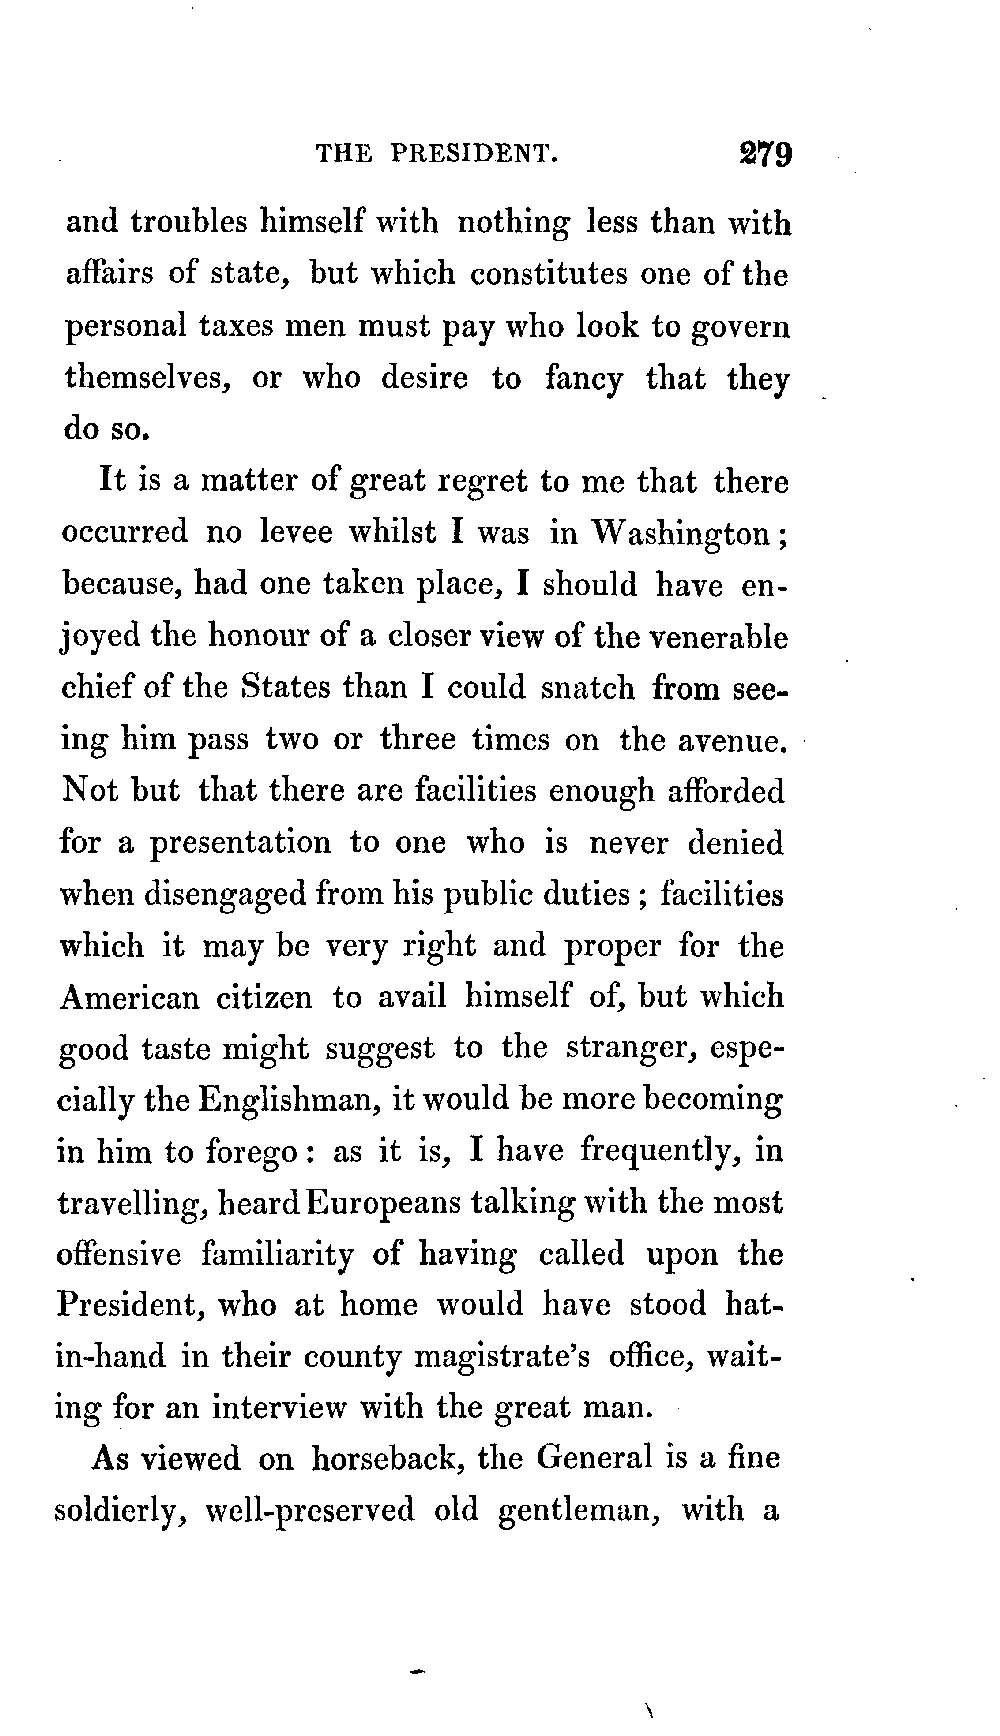 THE PRESIDENT. 279
and troubles himself with nothing less than with
affairs of state, but which constitutes one of the
personal taxes men must pay who look to govern
themselves, or who desire to fancy that they
do so.
It is a matter of great regret to me that there
occurred no levee whilst I was in Washington ;
because, had one taken place, I should have en-
joyed the honour of a closer view of the venerable
chief of the States than I could snatch from see-
ing him pass two or three times on the avenue.
Not but that there are facilities enough afforded
for a presentation to one who is never denied
when disengaged from his public duties ; facilities
which it may be very right and proper for the
American citizen to avail himself of, but which
good taste might suggest to the stranger, espe-
cially the Englishman, it would be more becoming
in him to forego : as it is, I have frequently, in
travelling, heard Europeans talking with the most
offensive familiarity of having called upon the
President, who at home would have stood hat-
in-hand in their county magistrate's office, wait-
ing for an interview with the great man.
As viewed on horseback, the General is a fine
soldierly, well-preserved old gentleman, with a